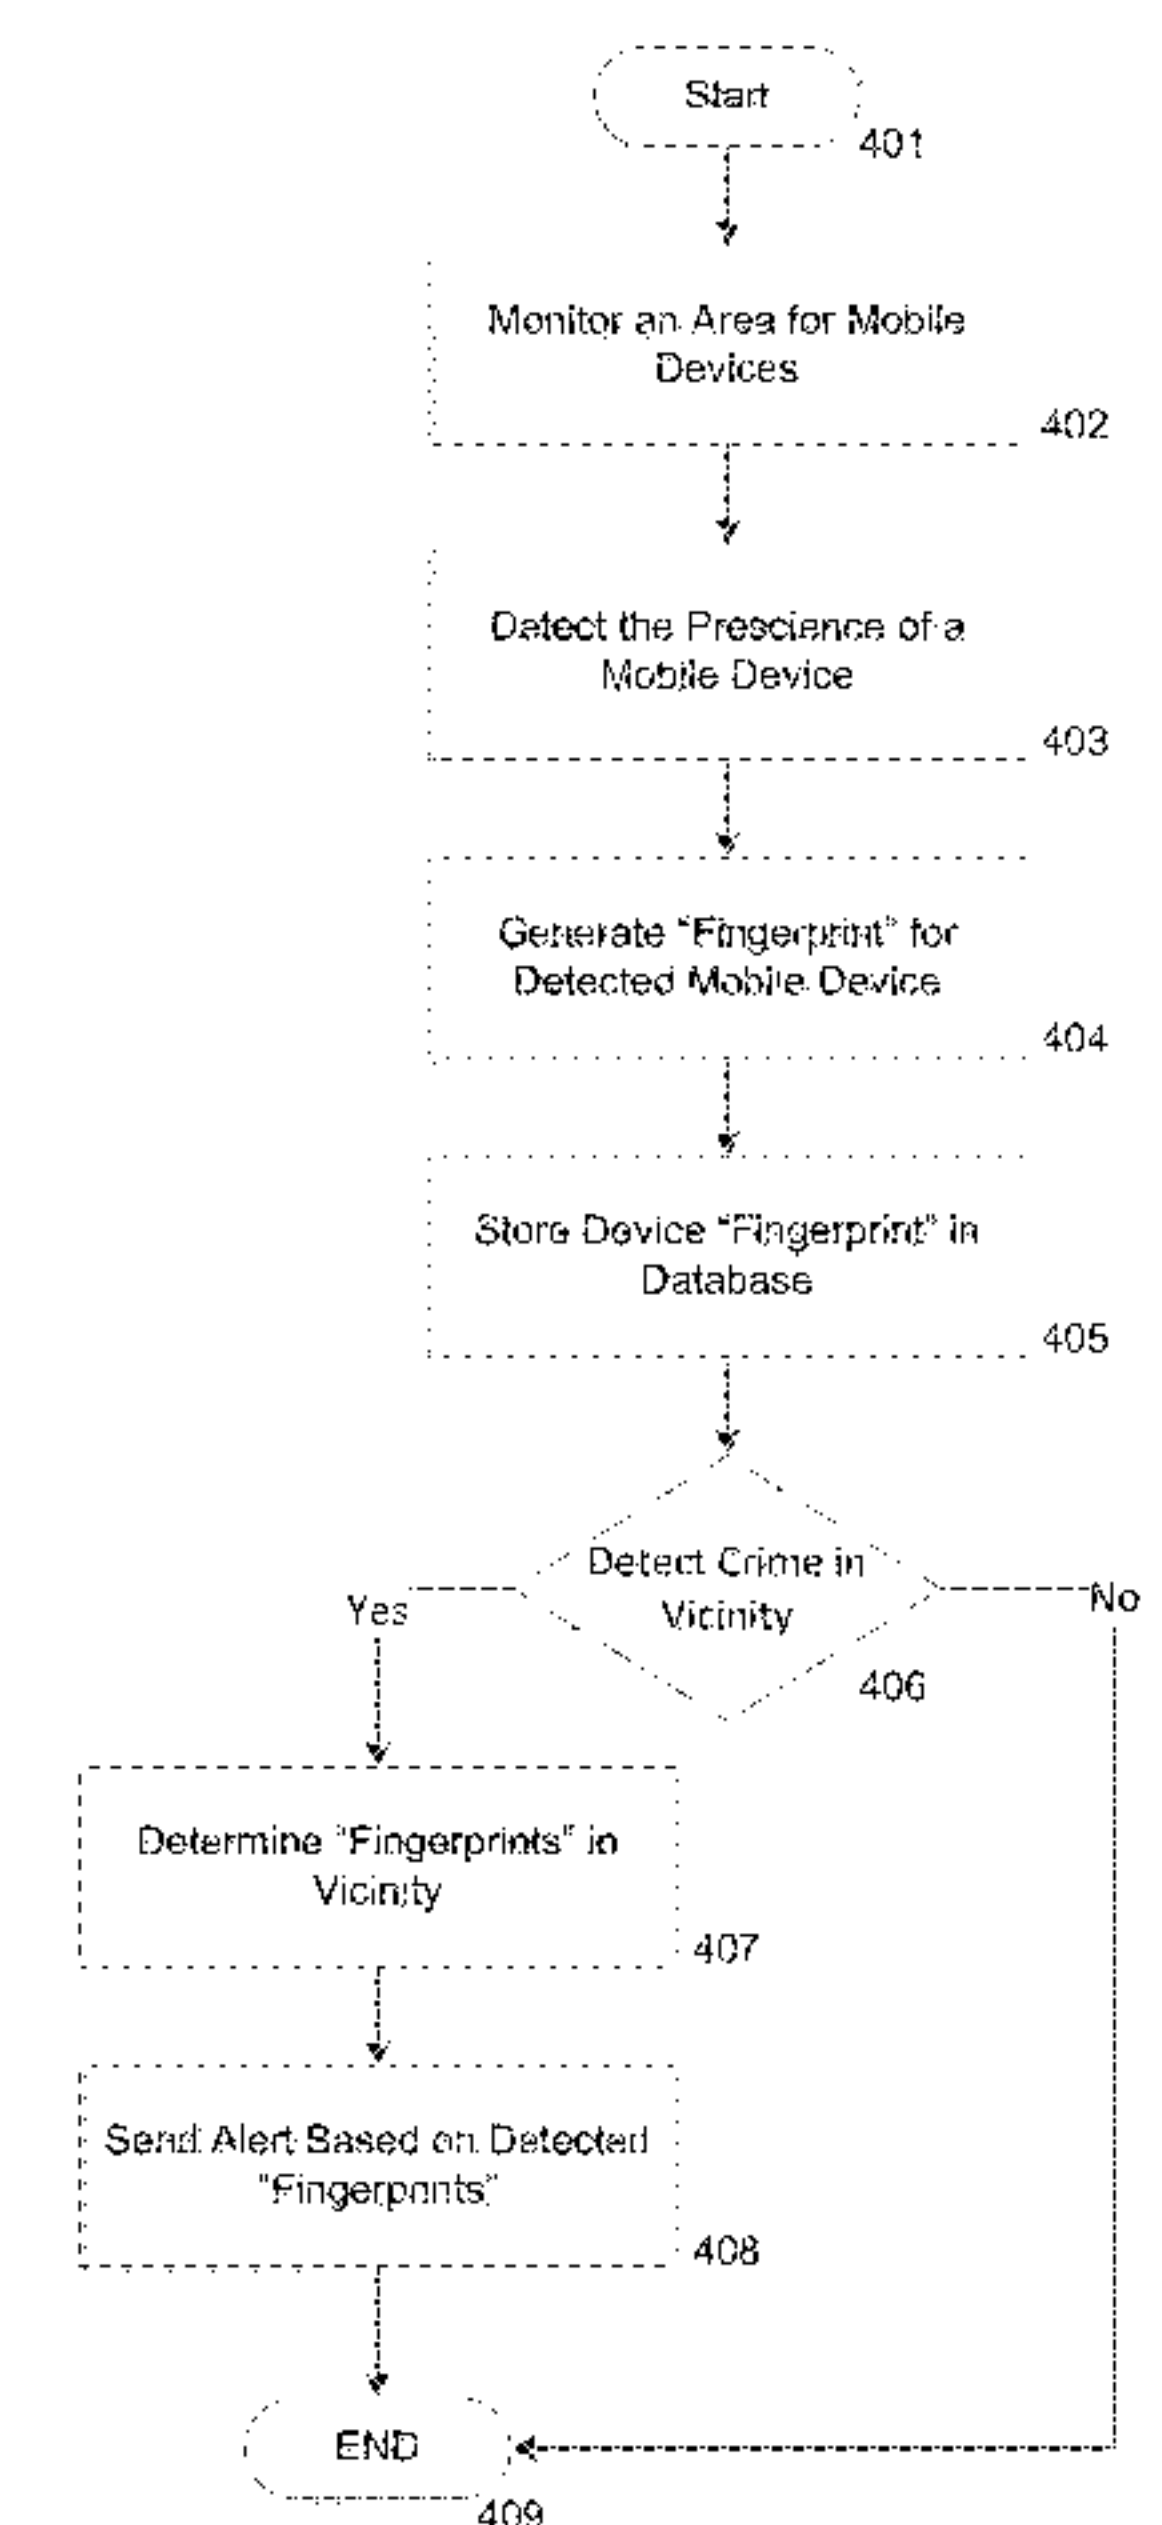 Start
401
Monitor an Area for Mobile
Devices
402
Detect the Prescience of a
Mobile Device
403
Generate “Fingerprint” for
Detected Mobile Device
404
Store Device “Fingerprint” in
Database
405
Detect Crime in
Vicinity
406
Yes
No
Determine “Fingerprints” in
Vicinity
407
Send Alert Based on Detected
“Fingerprints”
408
END
409